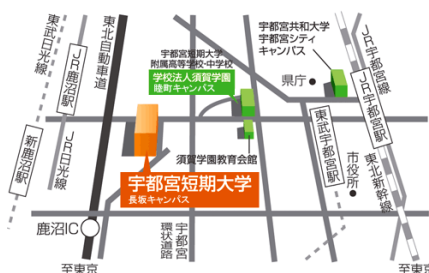 東武日光線
JR鹿沼駅
東北自動車道
宇都宮短期大学
附属高等学校・中学校
学校法人須賀学園
睦町キャンパス
宇都宮共和大学
宇都宮シティ
キャンパス
県庁
JR宇都宮線
JR宇都宮駅
新鹿沼駅
JR日光線
須賀学園教育会館
東武宇都宮駅
市役所
東北新幹線
宇都宮短期大学
長坂キャンパス
鹿沼IC
宇都宮
環状道路
至東京
至東京